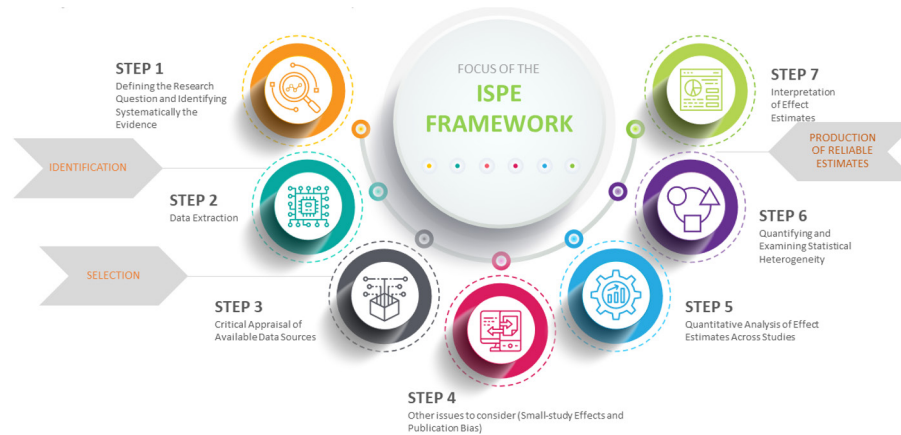 FOCUS OF THE
ISPE
FRAMEWORK
STEP 1
Defining the Research
Question and Identifying
Systematically the
Evidence
IDENTIFICATION
STEP 2
Data Extraction
SELECTION
STEP 3
Critical Appraisal of
Available Data Sources
STEP 4
Other issues to consider (Small-study Effects and
Publication Bias)
STEP 5
Quantitative Analysis of Effect
Estimates Across Studies
STEP 6
Quantifying and
Examining Statistical
Heterogeneity
STEP 7
Interpretation
of Effect
Estimates
PRODUCTION
OF RELIABLE
ESTIMATES